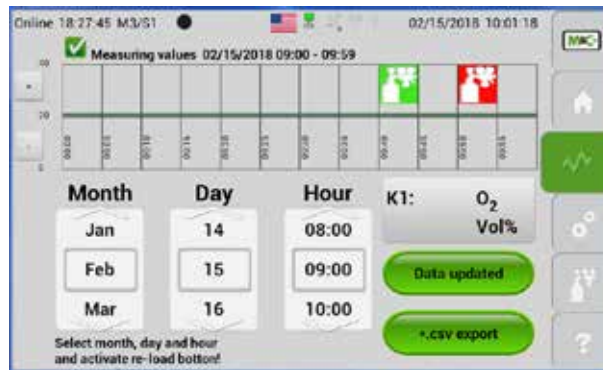 Online 18:27:45 M3/S1 02/15/2018 10:01:18
Measuring values 02/15/2018 09:00 - 09:59
Month Day Hour
Jan 14 08:00
Feb 15 09:00
Mar 16 10:00
K1: O₂
Vol%
Data updated
*.csv export
Select month, day and hour
and activate re-load botton!
?